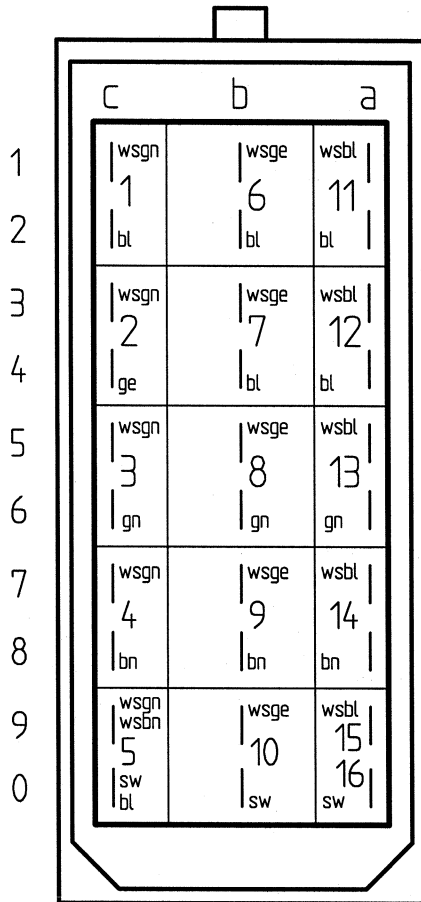 c b a
1 wsgn wsge wsbl
1 6 11
2 bl bl bl
3 wsgn wsge wsbl
2 7 12
4 ge bl bl
5 wsgn wsge wsbl
3 8 13
6 gn gn gn
7 wsgn wsge wsbl
4 9 14
8 bn bn bn
wsgn
9 wsbn wsge wsbl
5 10 15
0 sw 16
bl sw sw